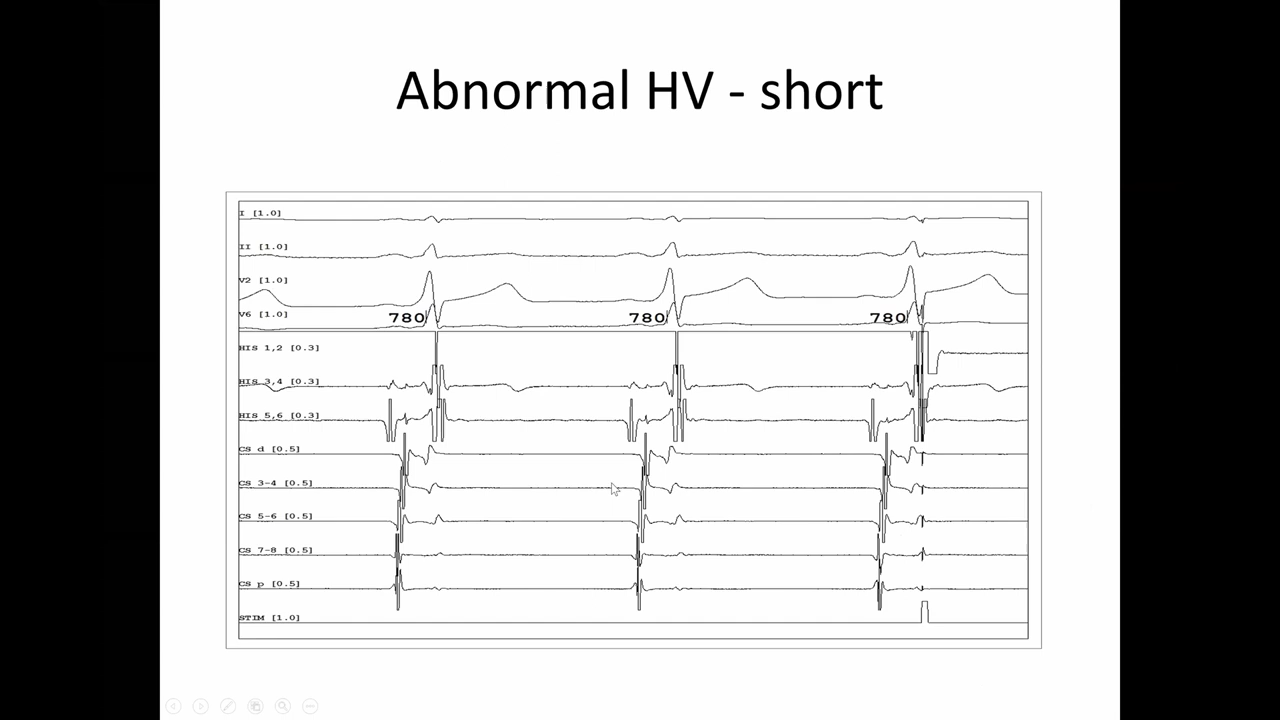 Abnormal HV - short
I [1.0]
II [1.0]
V2 [1.0]
V6 [1.0]
780 780 780
HIS 1,2 [0.3]
HIS 3,4 [0.3]
HIS 5,6 [0.3]
CS d [0.5]
CS 3-4 [0.5]
CS 5-6 [0.5]
CS 7-8 [0.5]
CS p [0.5]
STIM [1.0]